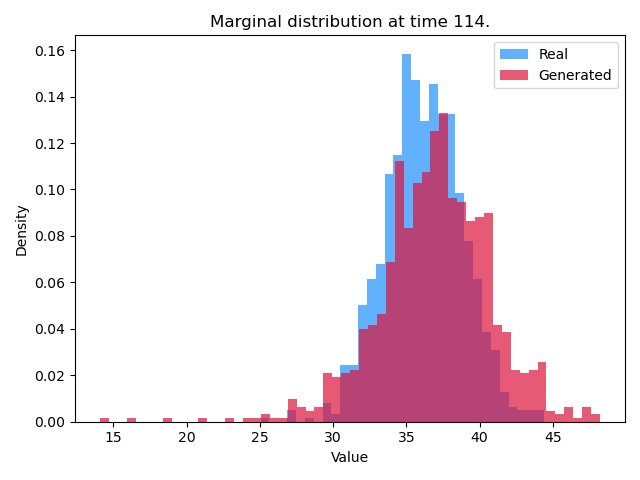 Marginal distribution at time 114.
Real
Generated
Density
0.16
0.14
0.12
0.10
0.08
0.06
0.04
0.02
0.00
15 20 25 30 35 40 45
Value